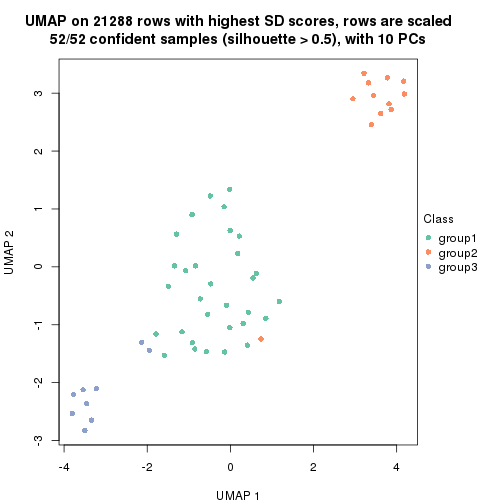 UMAP on 21288 rows with highest SD scores, rows are scaled
52/52 confident samples (silhouette > 0.5), with 10 PCs
3
2
1
0
-1
-2
-3
UMAP 2
-4
-2
0
2
4
UMAP 1
Class
group1
group2
group3